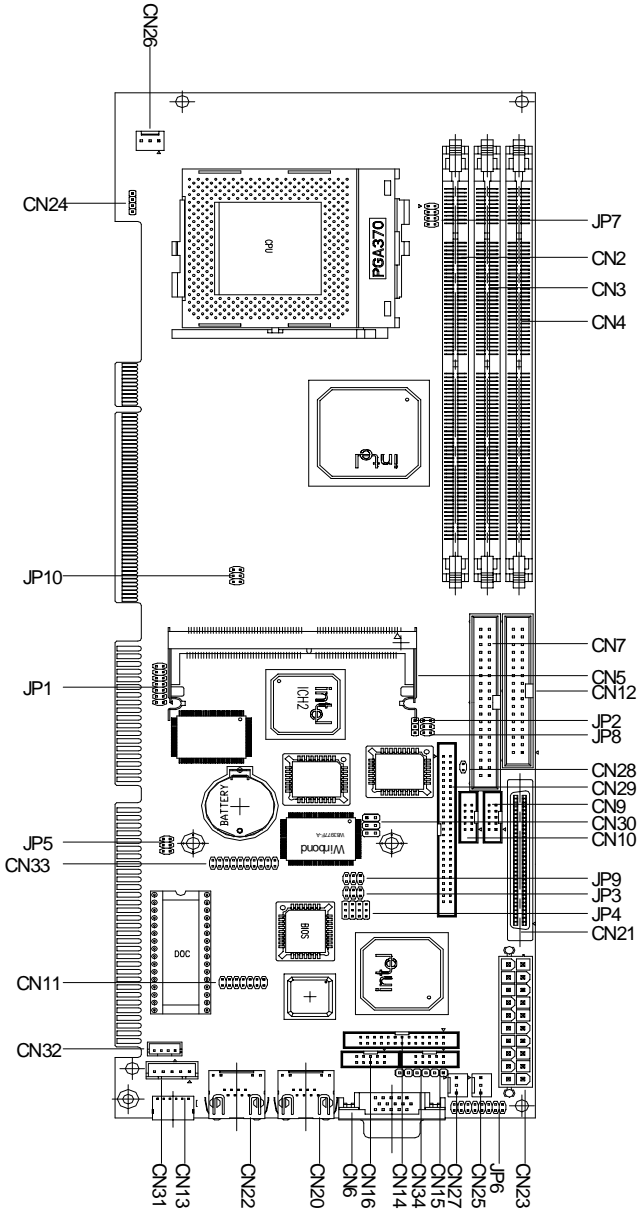 CN26
CN24
JP7
CN2
CN3
CN4
CPU
PGA370
intel
JP10
CN7
CN5
CN12
JP1
ICH2
intel
JP2
JP8
CN28
CN29
CN9
CN30
CN10
BATTERY
JP5
CN33
Winbond
W83977F-A
JP9
JP3
JP4
CN21
BIOS
DOC
intel
CN11
CN32
CN31
CN13
CN22
CN20
CN6
CN16
CN14
CN34
CN15
CN27
CN25
JP6
CN23